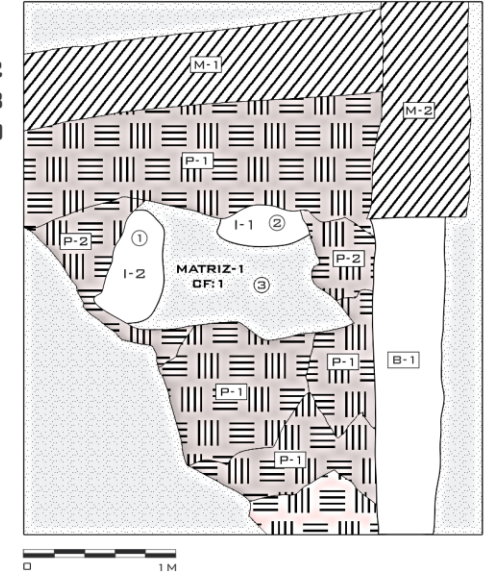 M-1
M-2
P-1
P-2
①
I-1 ②
I-2
MATRIZ-1
CF:1
③
P-2
P-1
B-1
P-1
P-1
0 1M